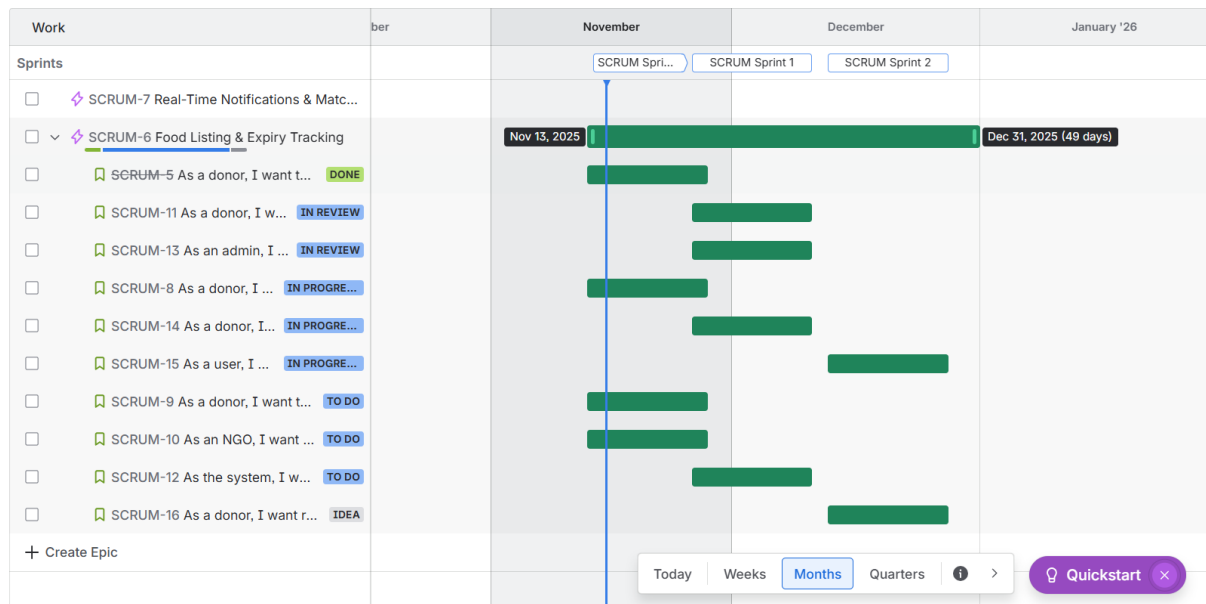 Work
ber
November
December
January '26
Sprints
SCRUM Spri...
SCRUM Sprint 1
SCRUM Sprint 2
SCRUM-7 Real-Time Notifications & Matc...
SCRUM-6 Food Listing & Expiry Tracking
Nov 13, 2025
Dec 31, 2025 (49 days)
SCRUM-5 As a donor, I want t... DONE
SCRUM-11 As a donor, I w... IN REVIEW
SCRUM-13 As an admin, I ... IN REVIEW
SCRUM-8 As a donor, I ... IN PROGRE...
SCRUM-14 As a donor, I... IN PROGRE...
SCRUM-15 As a user, I ... IN PROGRE...
SCRUM-9 As a donor, I want t... TO DO
SCRUM-10 As an NGO, I want ... TO DO
SCRUM-12 As the system, I w... TO DO
SCRUM-16 As a donor, I want r... IDEA
Create Epic
Today
Weeks
Months
Quarters
Quickstart